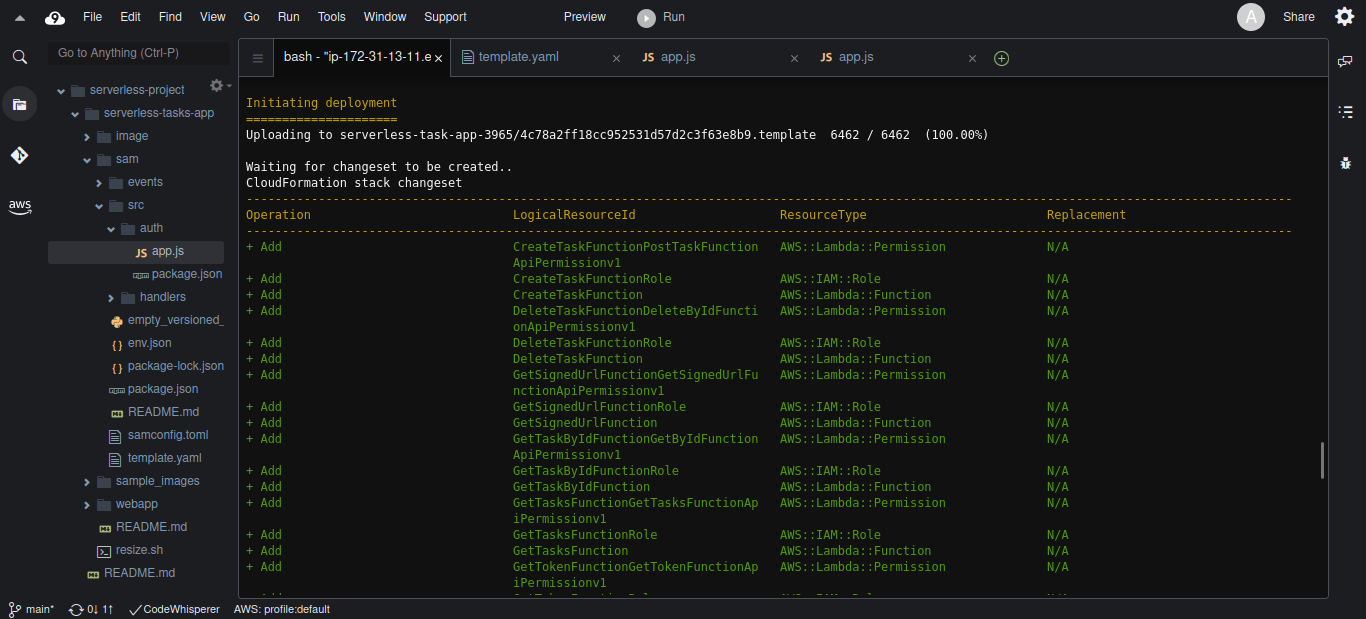 9 File Edit Find View Go Run Tools Window Support Preview Run A Share
Go to Anything (Ctrl-P)
bash - "ip-172-31-13-11.e × template.yaml × JS app.js × JS app.js ×
serverless-project
serverless-tasks-app
image
sam
events
src
auth
JS app.js
package.json
handlers
empty_versioned_
env.json
package-lock.json
package.json
README.md
samconfig.toml
template.yaml
sample_images
webapp
README.md
resize.sh
README.md
aws
Initiating deployment
=====================
Uploading to serverless-task-app-3965/4c78a2ff18cc952531d57d2c3f63e8b9.template 6462 / 6462 (100.00%)
Waiting for changeset to be created..
CloudFormation stack changeset
Operation LogicalResourceId ResourceType Replacement
+ Add CreateTaskFunctionPostTaskFunction AWS::Lambda::Permission N/A
ApiPermissionv1
+ Add CreateTaskFunctionRole AWS::IAM::Role N/A
+ Add CreateTaskFunction AWS::Lambda::Function N/A
+ Add DeleteTaskFunctionDeleteByIdFuncti AWS::Lambda::Permission N/A
onApiPermissionv1
+ Add DeleteTaskFunctionRole AWS::IAM::Role N/A
+ Add DeleteTaskFunction AWS::Lambda::Function N/A
+ Add GetSignedUrlFunctionGetSignedUrlFu AWS::Lambda::Permission N/A
nctionApiPermissionv1
+ Add GetSignedUrlFunctionRole AWS::IAM::Role N/A
+ Add GetSignedUrlFunction AWS::Lambda::Function N/A
+ Add GetTaskByIdFunctionGetByIdFunction AWS::Lambda::Permission N/A
ApiPermissionv1
+ Add GetTaskByIdFunctionRole AWS::IAM::Role N/A
+ Add GetTaskByIdFunction AWS::Lambda::Function N/A
+ Add GetTasksFunctionGetTasksFunctionAp AWS::Lambda::Permission N/A
iPermissionv1
+ Add GetTasksFunctionRole AWS::IAM::Role N/A
+ Add GetTasksFunction AWS::Lambda::Function N/A
+ Add GetTokenFunctionGetTokenFunctionAp AWS::Lambda::Permission N/A
iPermissionv1
main* 0↓ 1↑ CodeWhisperer AWS: profile:default